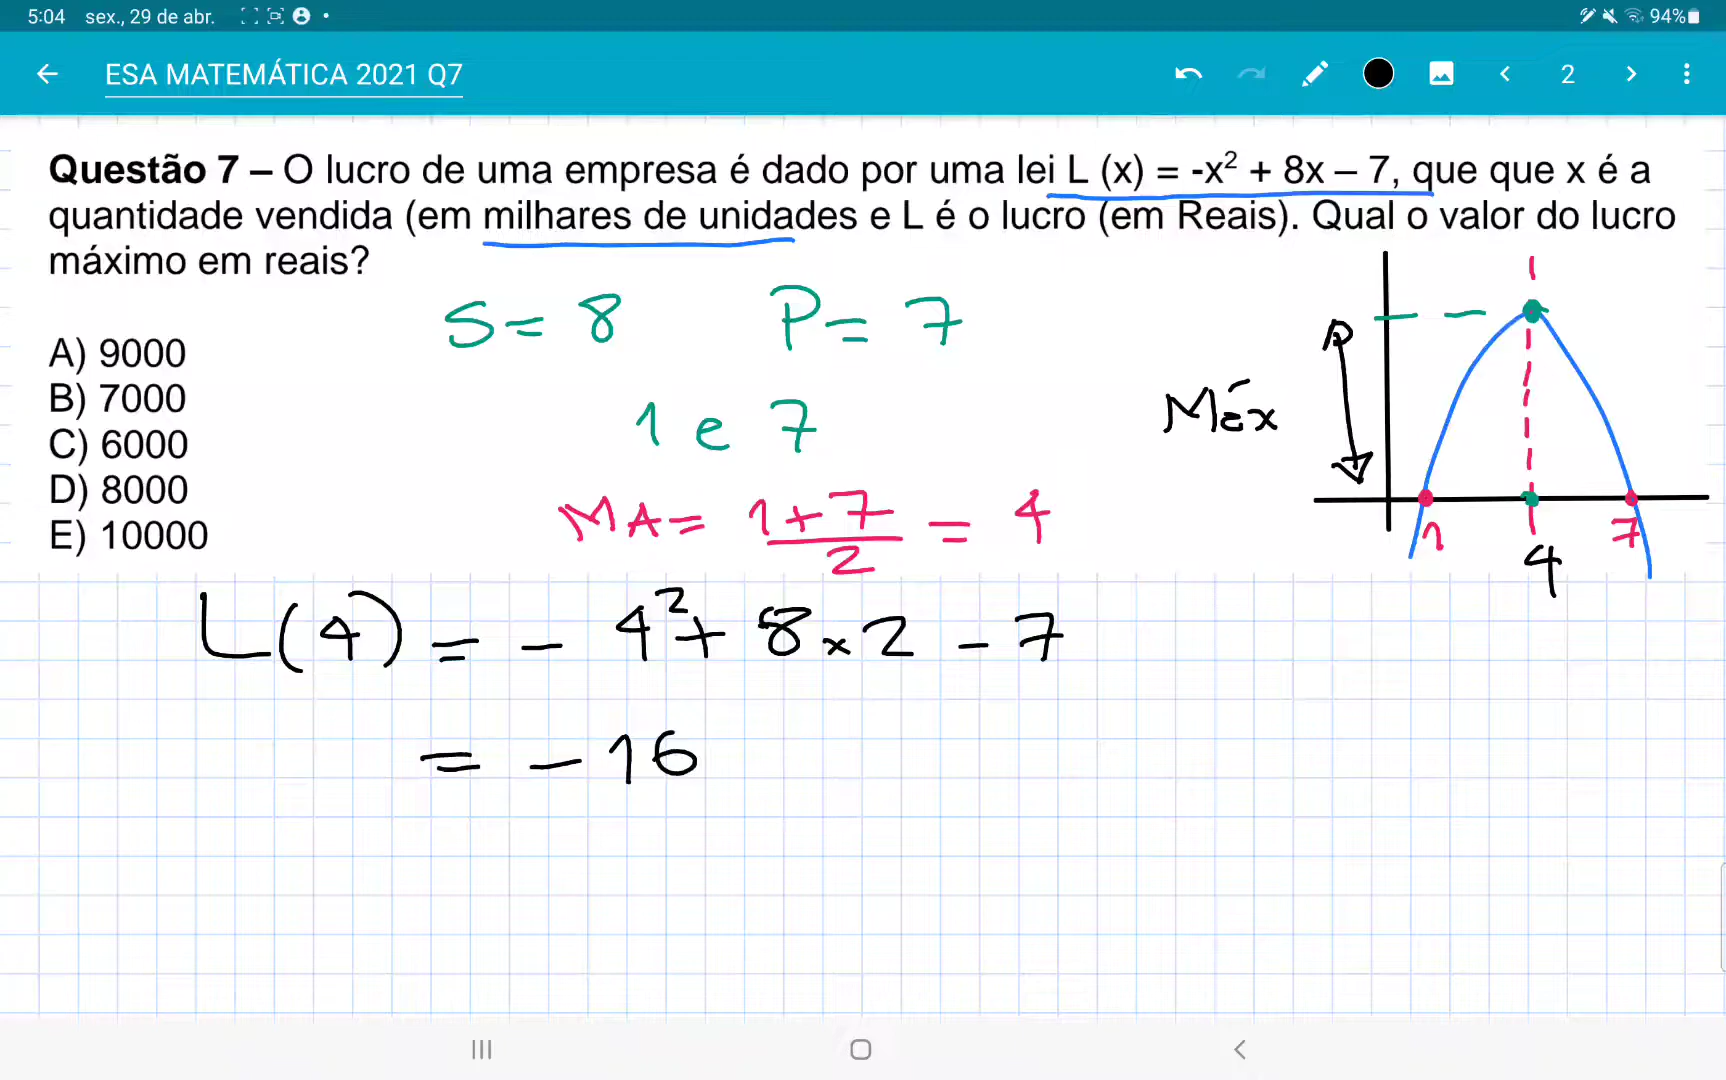 5:04 sex., 29 de abr. 94%
ESA MATEMÁTICA 2021 Q7 2
Questão 7 – O lucro de uma empresa é dado por uma lei L (x) = -x² + 8x – 7, que que x é a
quantidade vendida (em milhares de unidades e L é o lucro (em Reais). Qual o valor do lucro
máximo em reais?
S = 8 P = 7
A) 9000
B) 7000
C) 6000
D) 8000
E) 10000
1 e 7
Máx
MA = 1+7/2 = 4
1 4 7
L(4) = - 4² + 8 x 2 - 7
= - 16